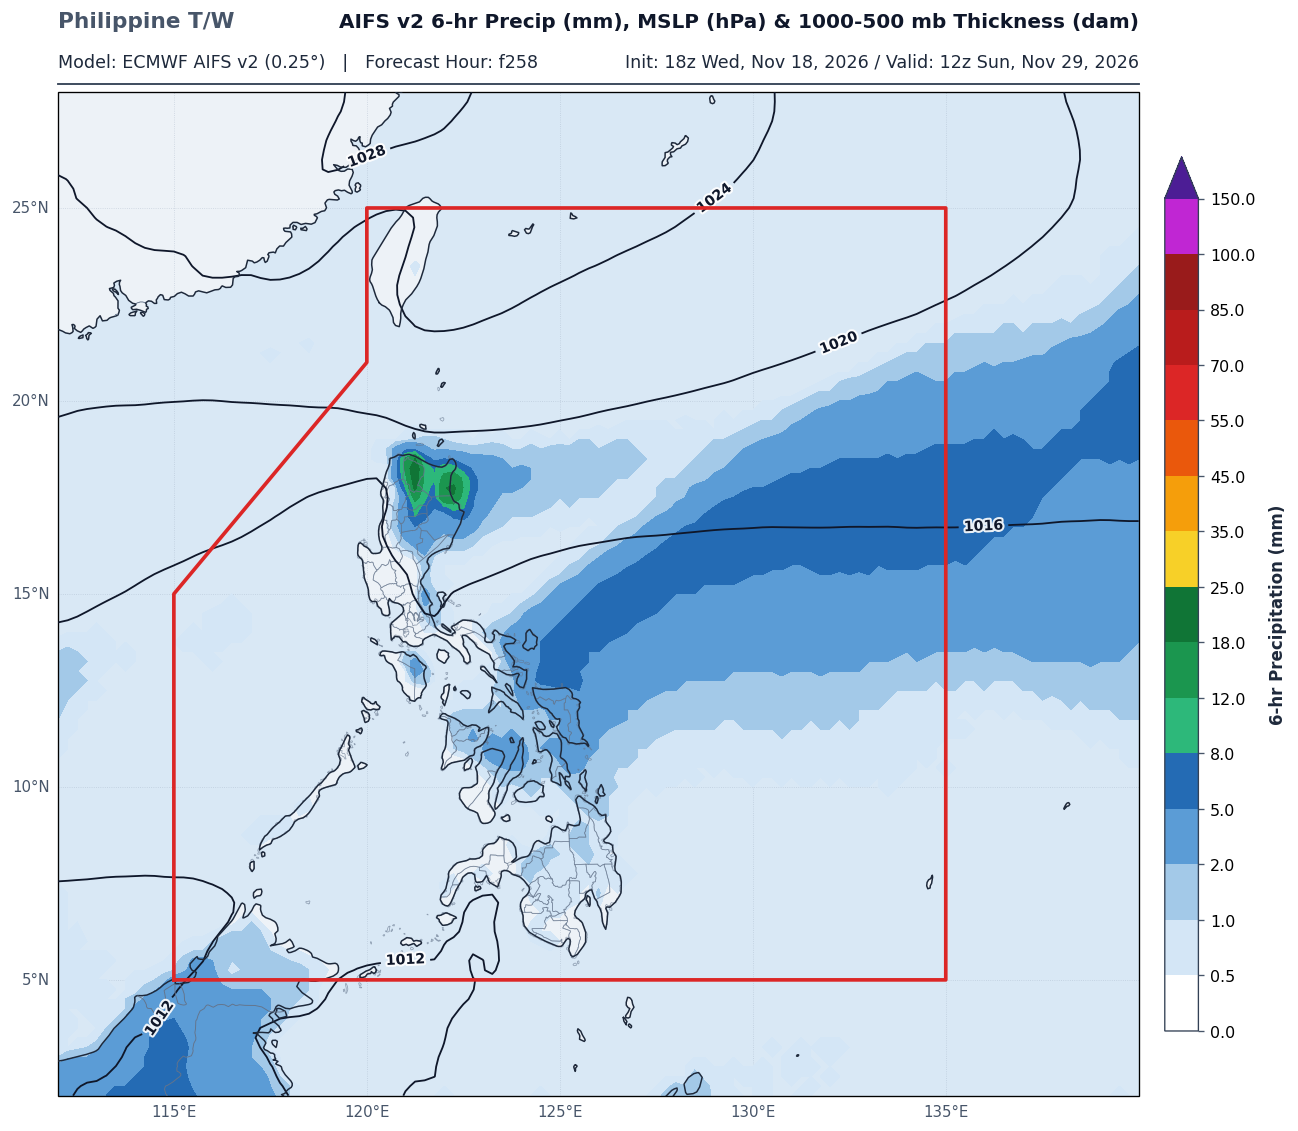 Philippine T/W
AIFS v2 6-hr Precip (mm), MSLP (hPa) & 1000-500 mb Thickness (dam)
Model: ECMWF AIFS v2 (0.25°) | Forecast Hour: f258
Init: 18z Wed, Nov 18, 2026 / Valid: 12z Sun, Nov 29, 2026
1028
1024
1020
1016
1012
1012
25°N
20°N
15°N
10°N
5°N
115°E
120°E
125°E
130°E
135°E
150.0
100.0
85.0
70.0
55.0
45.0
35.0
25.0
18.0
12.0
8.0
5.0
2.0
1.0
0.5
0.0
6-hr Precipitation (mm)